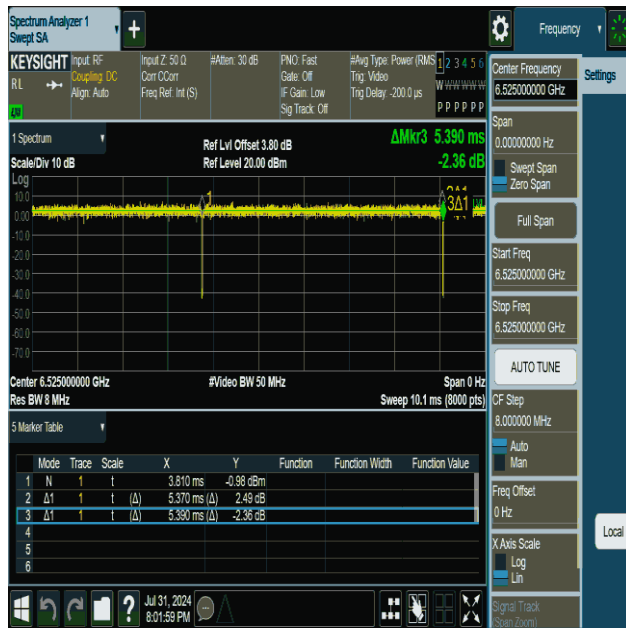 Spectrum Analyzer 1
Swept SA
+
Frequency
KEYSIGHT
RL
Input: RF
Coupling: DC
Align: Auto
Input Z: 50 Ω
Corr CCorr
Freq Ref: Int (S)
#Atten: 30 dB
PNO: Fast
Gate: Off
IF Gain: Low
Sig Track: Off
#Avg Type: Power (RMS
Trig: Video
Trig Delay: -200.0 µs
1 2 3 4 5 6
W W W W W W
P P P P P P
Center Frequency
6.525000000 GHz
Settings
Span
0.00000000 Hz
Swept Span
Zero Span
Full Span
Start Freq
6.525000000 GHz
Stop Freq
6.525000000 GHz
AUTO TUNE
CF Step
8.000000 MHz
Auto
Man
Freq Offset
0 Hz
X Axis Scale
Log
Lin
Signal Track
(Span Zoom)
Local
1 Spectrum
Scale/Div 10 dB
Ref Lvl Offset 3.80 dB
Ref Level 20.00 dBm
ΔMkr3 5.390 ms
-2.36 dB
Log
10.0
0.00
-10.0
-20.0
-30.0
-40.0
-50.0
-60.0
-70.0
1
3Δ1
Center 6.525000000 GHz
Res BW 8 MHz
#Video BW 50 MHz
Span 0 Hz
Sweep 10.1 ms (8000 pts)
5 Marker Table
Mode Trace Scale X Y Function Function Width Function Value
1 N 1 t 3.810 ms -0.98 dBm
2 Δ1 1 t (Δ) 5.370 ms (Δ) 2.49 dB
3 Δ1 1 t (Δ) 5.390 ms (Δ) -2.36 dB
4
5
6
?
Jul 31, 2024
8:01:59 PM